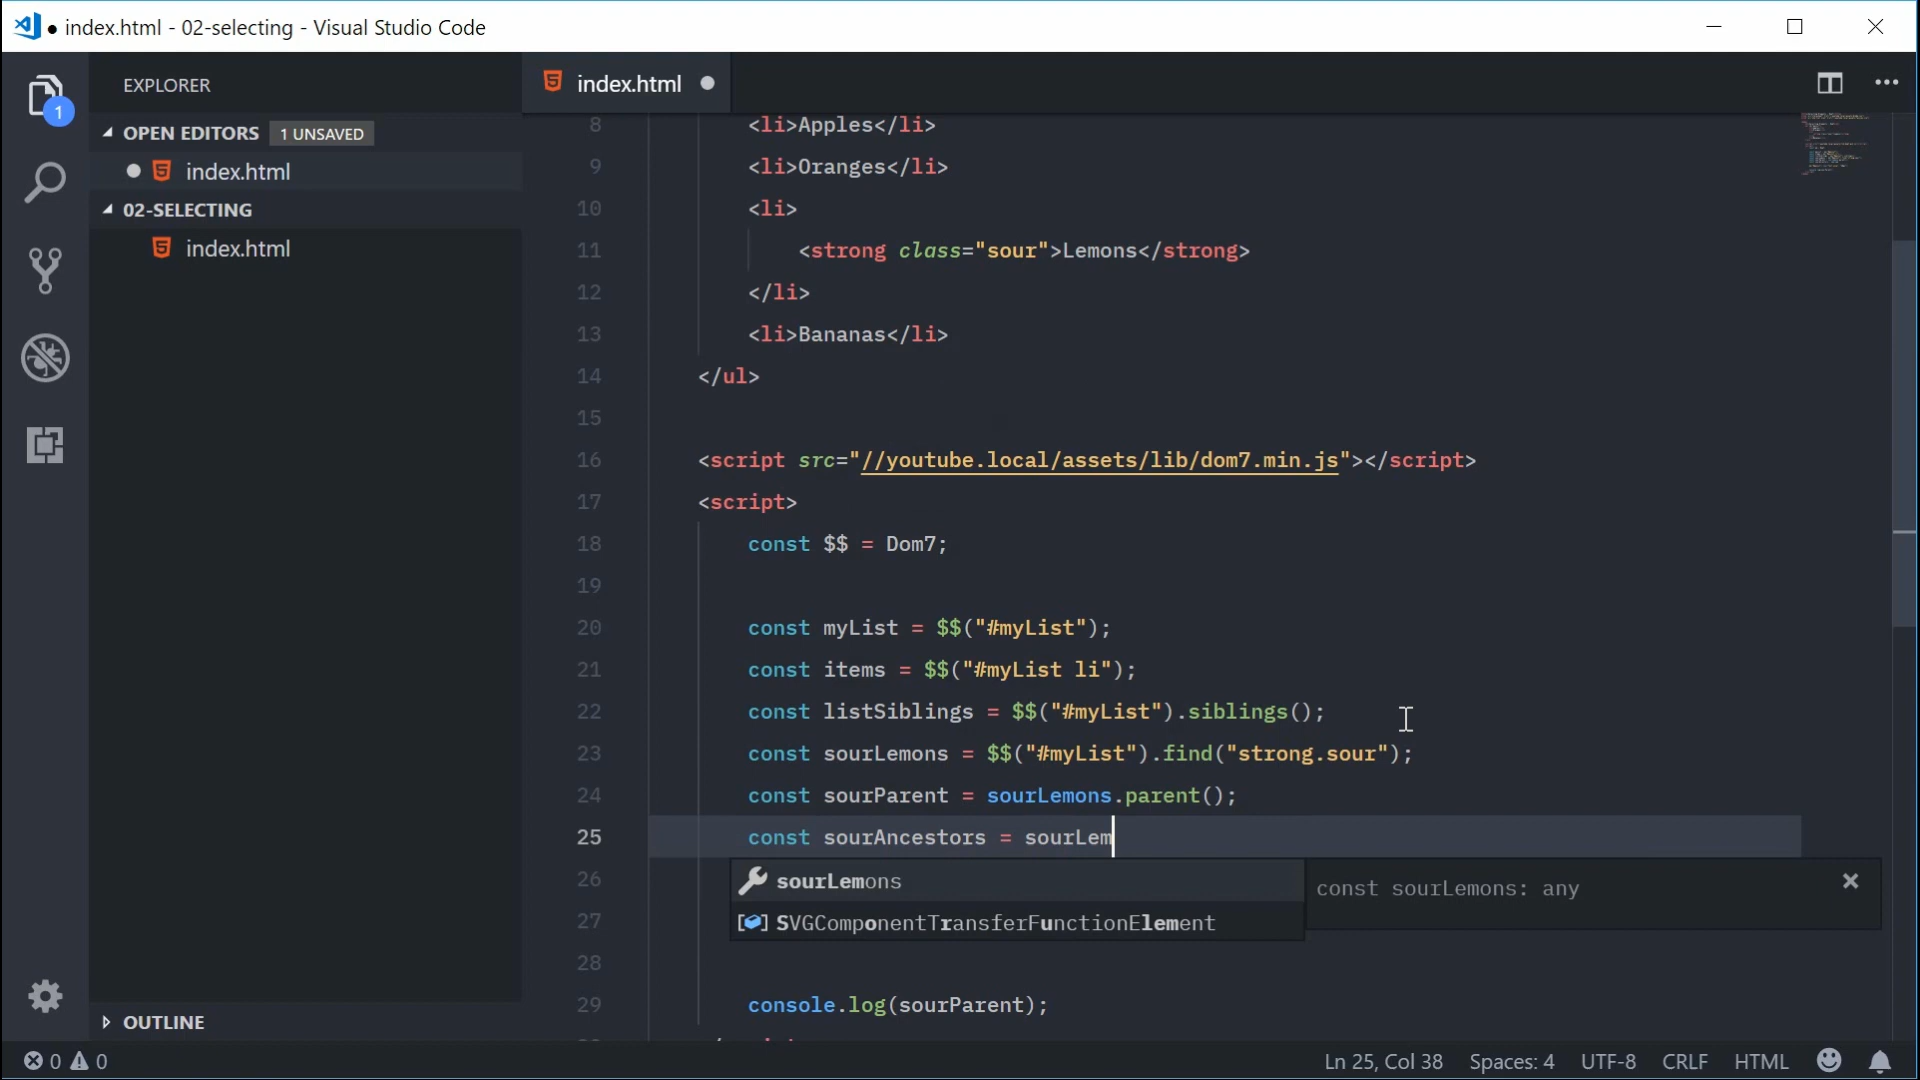 index.html - 02-selecting - Visual Studio Code
EXPLORER
OPEN EDITORS 1 UNSAVED
index.html
02-SELECTING
index.html
OUTLINE
1
index.html
8 <li>Apples</li>
9 <li>Oranges</li>
10 <li>
11 <strong class="sour">Lemons</strong>
12 </li>
13 <li>Bananas</li>
14 </ul>
15
16 <script src="//youtube.local/assets/lib/dom7.min.js"></script>
17 <script>
18 const $$ = Dom7;
19
20 const myList = $$("#myList");
21 const items = $$("#myList li");
22 const listSiblings = $$("#myList").siblings();
23 const sourLemons = $$("#myList").find("strong.sour");
24 const sourParent = sourLemons.parent();
25 const sourAncestors = sourLem
26 sourLemons const sourLemons: any
27 SVGComponentTransferFunctionElement
28
29 console.log(sourParent);
0 0 Ln 25, Col 38 Spaces: 4 UTF-8 CRLF HTML